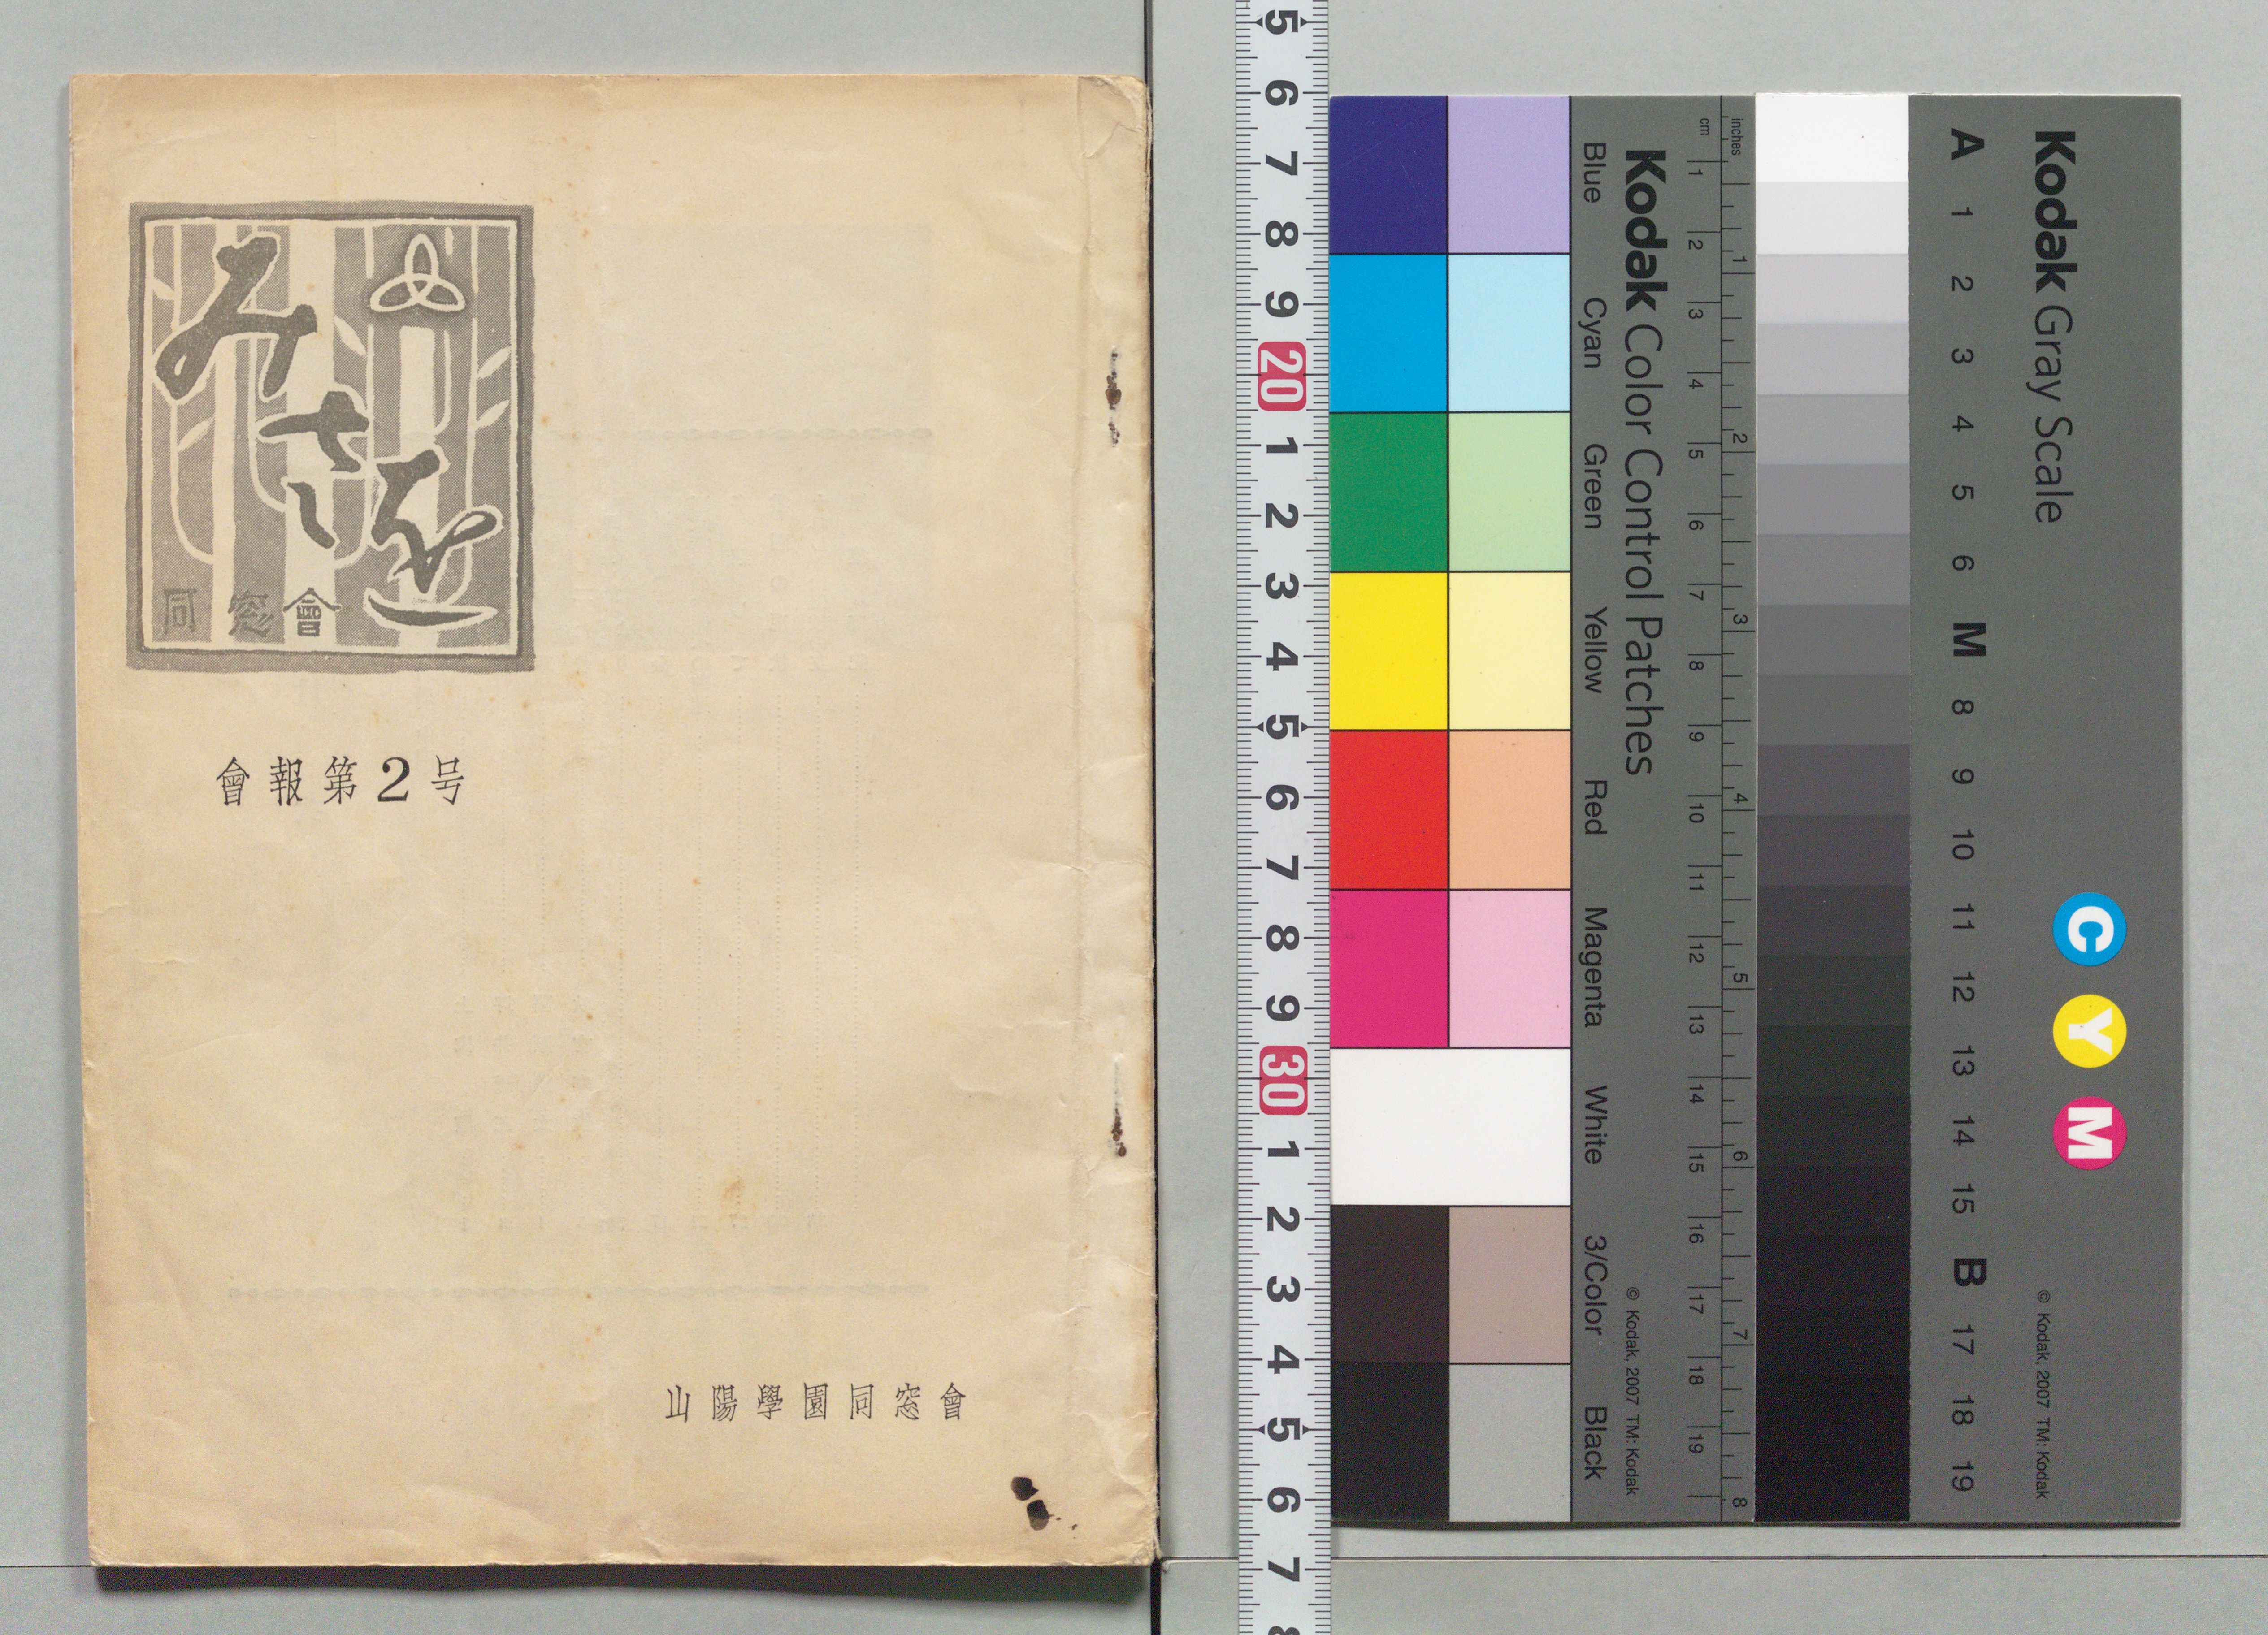 みさを
同窓會
會報第2号
山陽學園同窓會
5 6 7 8 9 20 1 2 3 4 5 6 7 8 9 30 1 2 3 4 5 6 7 8
Kodak Color Control Patches
Blue Cyan Green Yellow Red Magenta White 3/Color Black
© Kodak, 2007 TM: Kodak
inches 1 2 3 4 5 6 7 8
cm 1 2 3 4 5 6 7 8 9 10 11 12 13 14 15 16 17 18 19
Kodak Gray Scale
C Y M
© Kodak, 2007 TM: Kodak
A 1 2 3 4 5 6 M 8 9 10 11 12 13 14 15 B 17 18 19